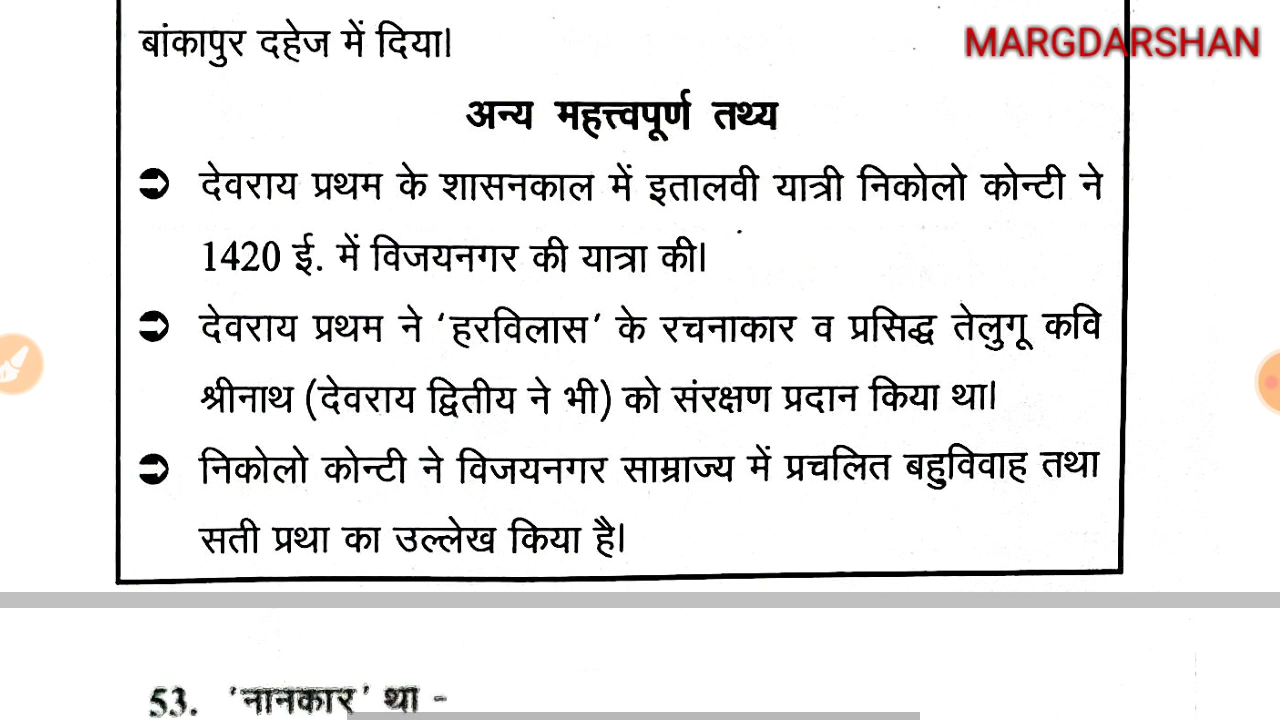 बांकापुर दहेज में दिया।
MARGDARSHAN
अन्य महत्त्वपूर्ण तथ्य
➲ देवराय प्रथम के शासनकाल में इतालवी यात्री निकोलो कोन्टी ने
1420 ई. में विजयनगर की यात्रा की।
➲ देवराय प्रथम ने ‘हरविलास’ के रचनाकार व प्रसिद्ध तेलुगू कवि
श्रीनाथ (देवराय द्वितीय ने भी) को संरक्षण प्रदान किया था।
➲ निकोलो कोन्टी ने विजयनगर साम्राज्य में प्रचलित बहुविवाह तथा
सती प्रथा का उल्लेख किया है।
53. ‘नानकार’ था -